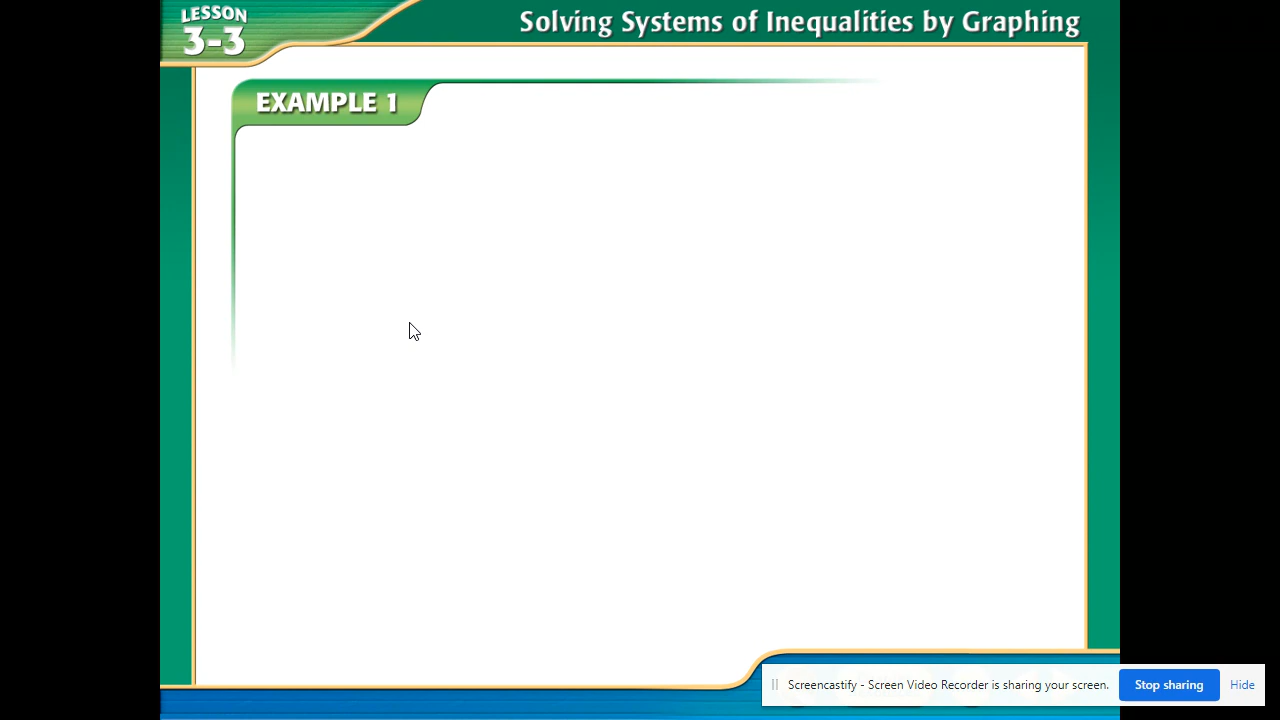 LESSON
3-3
Solving Systems of Inequalities by Graphing
EXAMPLE 1
Screencastify - Screen Video Recorder is sharing your screen.
Stop sharing
Hide